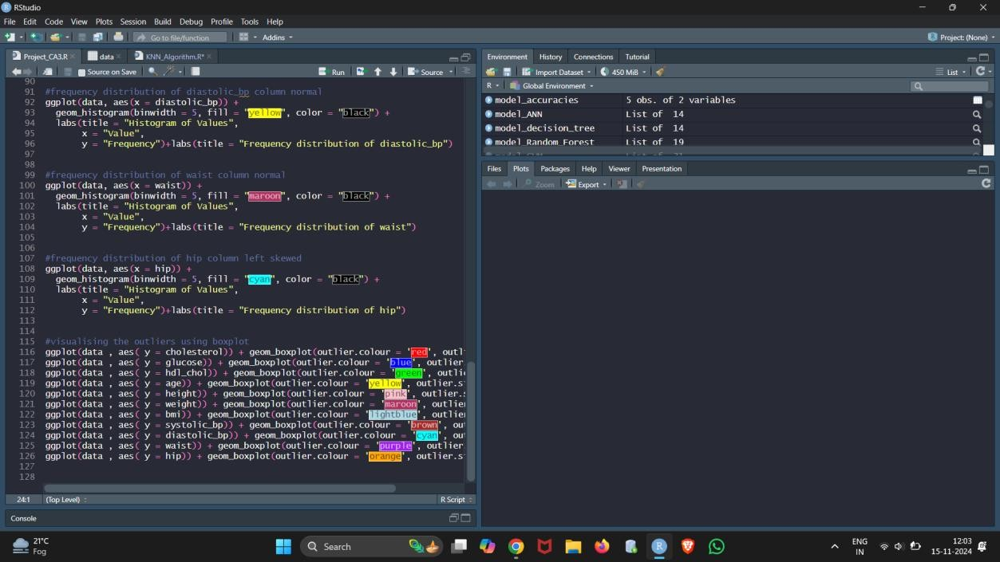 RStudio
File Edit Code View Plots Session Build Debug Profile Tools Help
Go to file/function Addins Project: (None)
Project_CA3.R data KNN_Algorithm.R*
Source on Save Run Source
90
91 #frequency distribution of diastolic_bp column normal
92 ggplot(data, aes(x = diastolic_bp)) +
93 geom_histogram(binwidth = 5, fill = "yellow", color = "black") +
94 labs(title = "Histogram of Values",
95 x = "Value",
96 y = "Frequency")+labs(title = "Frequency distribution of diastolic_bp")
97
98
99 #frequency distribution of waist column normal
100 ggplot(data, aes(x = waist)) +
101 geom_histogram(binwidth = 5, fill = "maroon", color = "black") +
102 labs(title = "Histogram of Values",
103 x = "Value",
104 y = "Frequency")+labs(title = "Frequency distribution of waist")
105
106
107 #frequency distribution of hip column left skewed
108 ggplot(data, aes(x = hip)) +
109 geom_histogram(binwidth = 5, fill = "cyan", color = "black") +
110 labs(title = "Histogram of Values",
111 x = "Value",
112 y = "Frequency")+labs(title = "Frequency distribution of hip")
113
114
115 #visualising the outliers using boxplot
116 ggplot(data , aes( y = cholesterol)) + geom_boxplot(outlier.colour = 'red', outl
117 ggplot(data , aes( y = glucose)) + geom_boxplot(outlier.colour = 'blue', outlier
118 ggplot(data , aes( y = hdl_chol)) + geom_boxplot(outlier.colour = 'green', outlie
119 ggplot(data , aes( y = age)) + geom_boxplot(outlier.colour = 'yellow', outlier.s
120 ggplot(data , aes( y = height)) + geom_boxplot(outlier.colour = 'pink', outlier.s
121 ggplot(data , aes( y = weight)) + geom_boxplot(outlier.colour = 'maroon', outlier
122 ggplot(data , aes( y = bmi)) + geom_boxplot(outlier.colour = 'lightblue', outlier
123 ggplot(data , aes( y = systolic_bp)) + geom_boxplot(outlier.colour = 'brown', ou
124 ggplot(data , aes( y = diastolic_bp)) + geom_boxplot(outlier.colour = 'cyan', ou
125 ggplot(data , aes( y = waist)) + geom_boxplot(outlier.colour = 'purple', outlier
126 ggplot(data , aes( y = hip)) + geom_boxplot(outlier.colour = 'orange', outlier.s
127
128
24:1 (Top Level) R Script
Console
Environment History Connections Tutorial
Import Dataset 450 MiB List
R Global Environment
model_accuracies 5 obs. of 2 variables
model_ANN List of 14
model_decision_tree List of 14
model_Random_Forest List of 19
Files Plots Packages Help Viewer Presentation
Zoom Export
21°C
Fog
Search
ENG
IN
12:03
15-11-2024